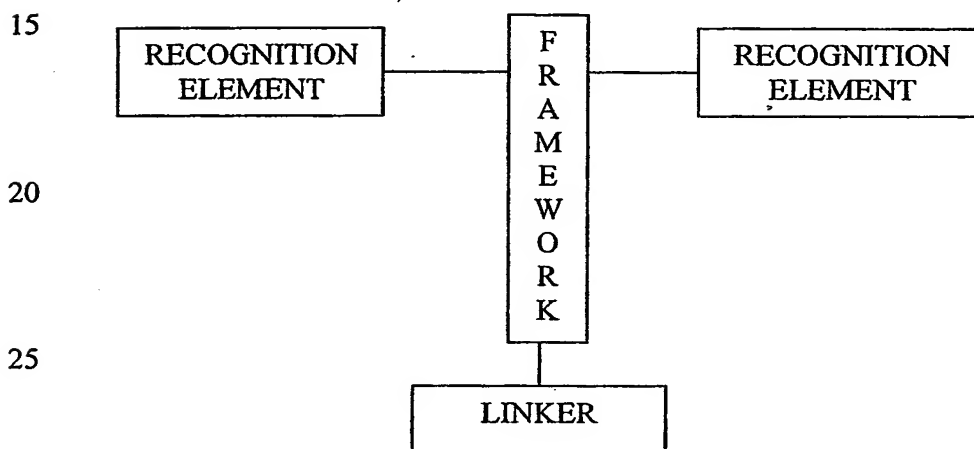 15
RECOGNITION
ELEMENT
F
R
A
M
E
W
O
R
K
RECOGNITION
ELEMENT
20
25
LINKER